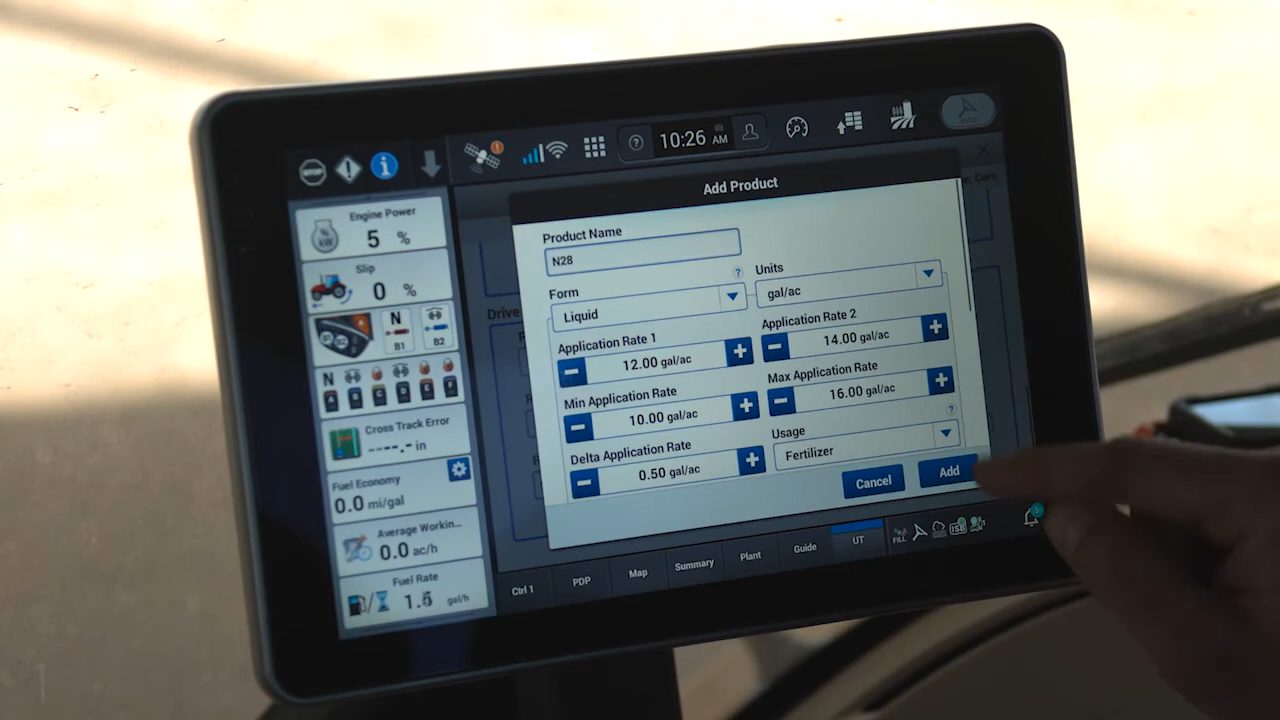 10:26 AM
Engine Power
5 %
Slip
0 %
N
B1
B2
N
A B C D E F
Cross Track Error
---.- in
Fuel Economy
0.0 mi/gal
Average Workin...
0.0 ac/h
Fuel Rate
gal/h
Add Product
Product Name
N28
Form
Units
Liquid
gal/ac
Application Rate 1
Application Rate 2
12.00 gal/ac
14.00 gal/ac
Min Application Rate
Max Application Rate
10.00 gal/ac
16.00 gal/ac
Delta Application Rate
Usage
0.50 gal/ac
Fertilizer
Cancel
Add
Drive
Ctrl 1
PDP
Map
Summary
Plant
Guide
UT
FILL